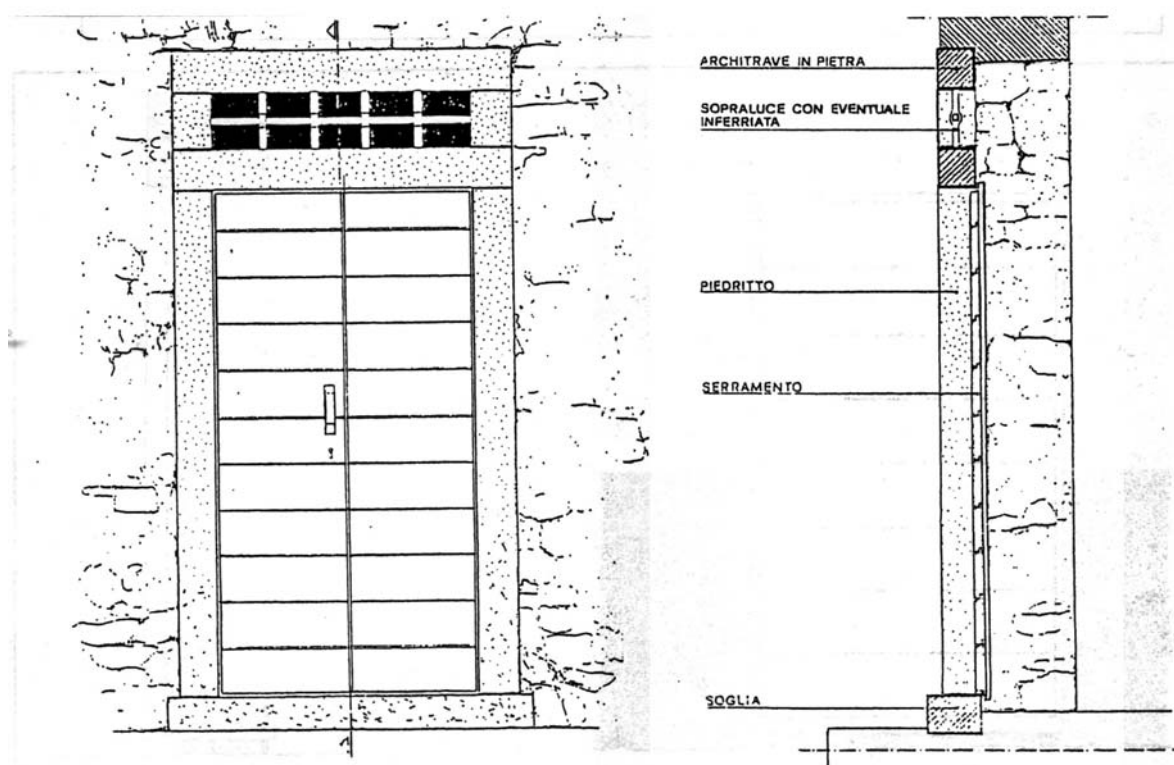 ARCHITRAVE IN PIETRA
SOPRALUCE CON EVENTUALE
INFERRIATA
PIEDRITTO
SERRAMENTO
SOGLIA